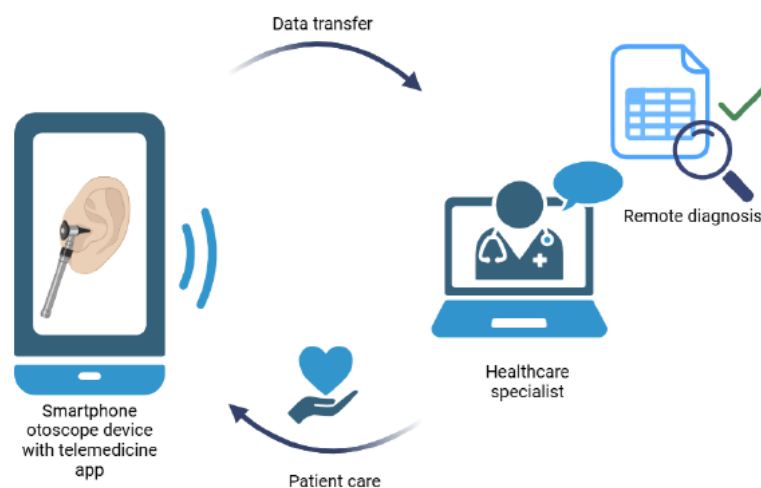 Data transfer
Remote diagnosis
Healthcare
specialist
Smartphone
otoscope device
with telemedicine
app
Patient care